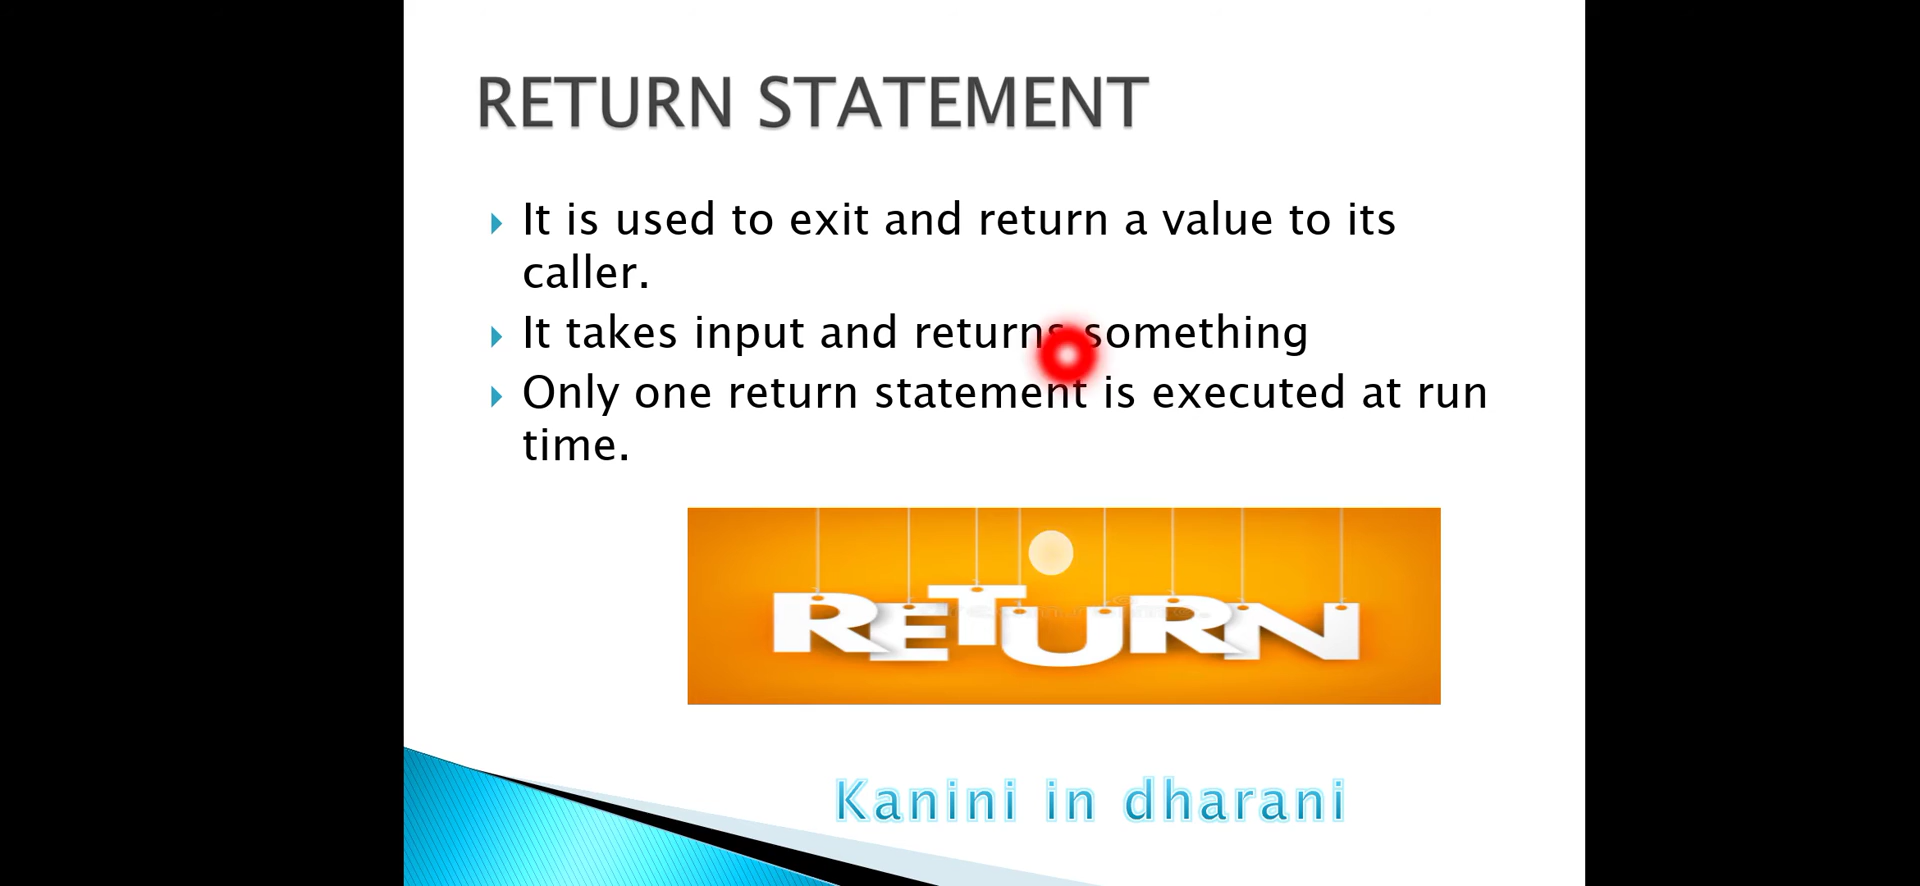 RETURN STATEMENT
It is used to exit and return a value to its
caller.
It takes input and returns something
Only one return statement is executed at run
time.
RETURN
Kanini in dharani